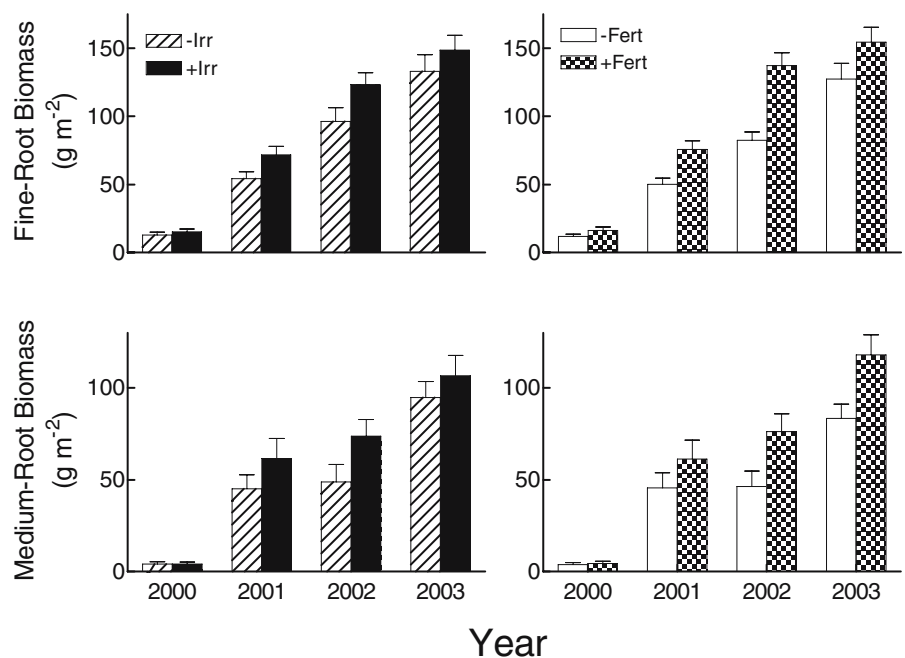 Fine-Root Biomass
(g m-2)
150
100
50
0
-Irr
+Irr
150
100
50
0
-Fert
+Fert
Medium-Root Biomass
(g m-2)
100
50
0
2000 2001 2002 2003
100
50
0
2000 2001 2002 2003
Year